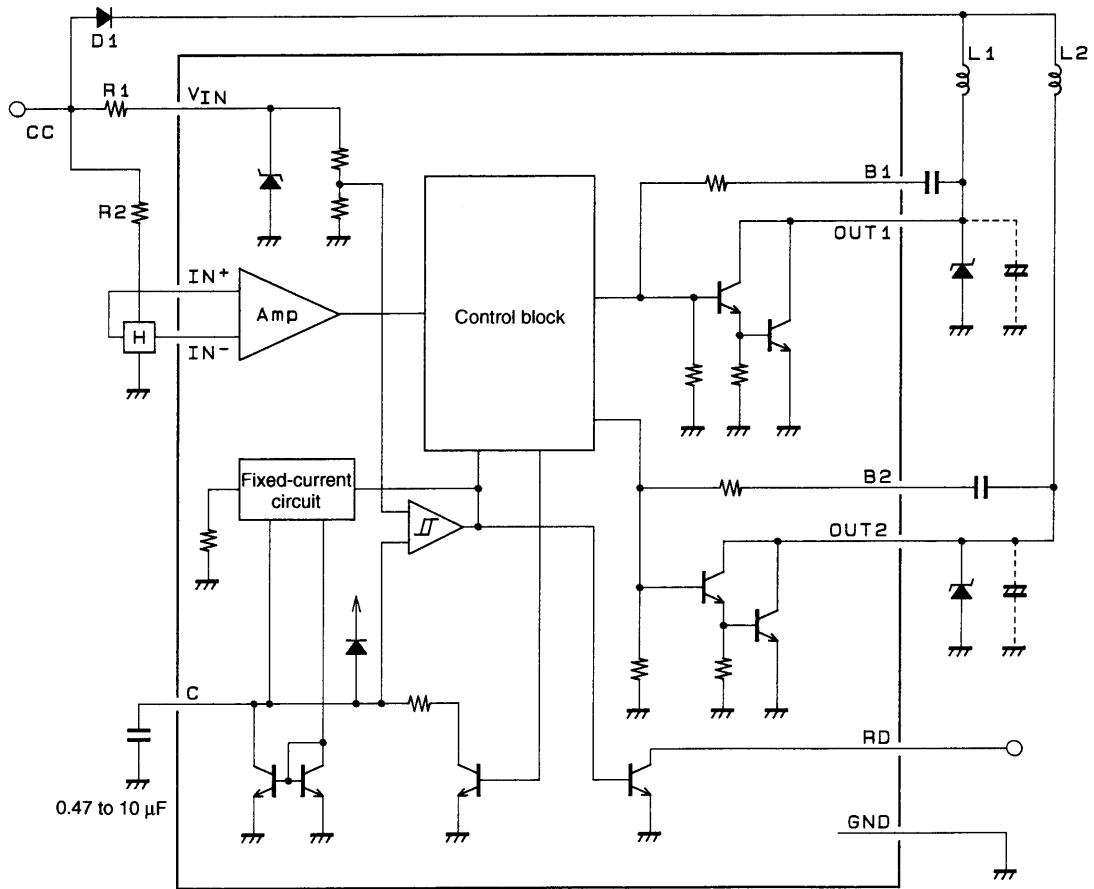 D1
L1
L2
R1
VIN
CC
B1
R2
OUT1
IN+
Amp
Control block
H
IN-
Fixed-current
circuit
B2
OUT2
C
RD
0.47 to 10 µF
GND